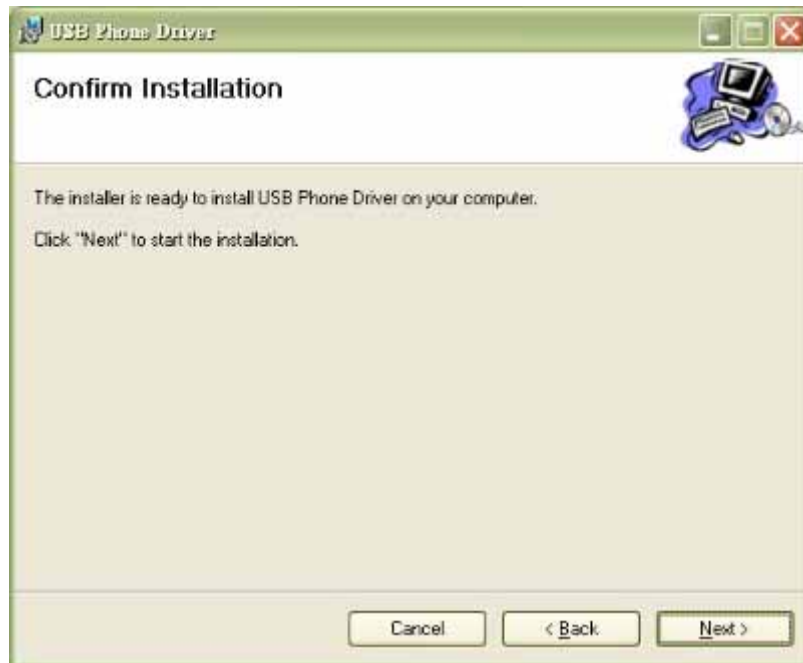 USB Phone Driver
Confirm Installation
The installer is ready to install USB Phone Driver on your computer.
Click "Next" to start the installation.
Cancel
< Back
Next >